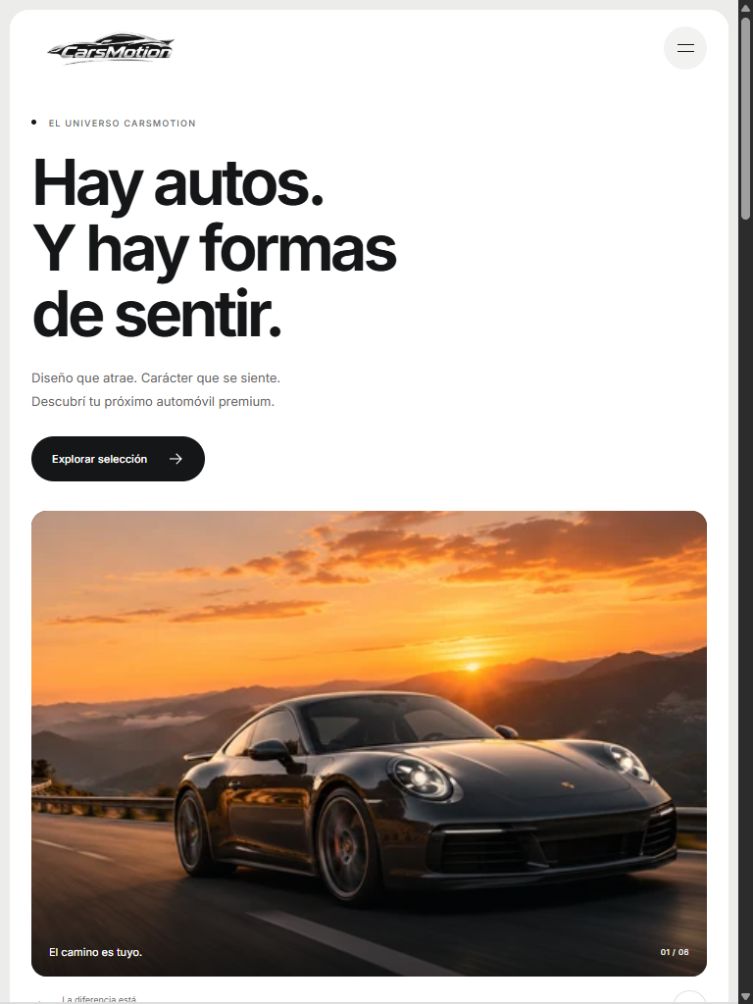 CarsMotion
EL UNIVERSO CARSMOTION
Hay autos.
Y hay formas
de sentir.
Diseño que atrae. Carácter que se siente.
Descubrí tu próximo automóvil premium.
Explorar selección
El camino es tuyo.
01 / 06
La diferencia está